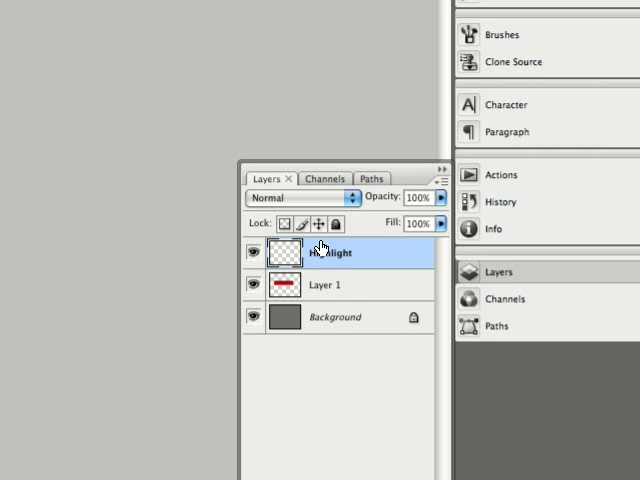 Brushes
Clone Source
Character
Paragraph
Actions
History
Info
Layers
Channels
Paths
Layers Channels Paths
Normal Opacity: 100%
Lock: Fill: 100%
Layer 1
Background